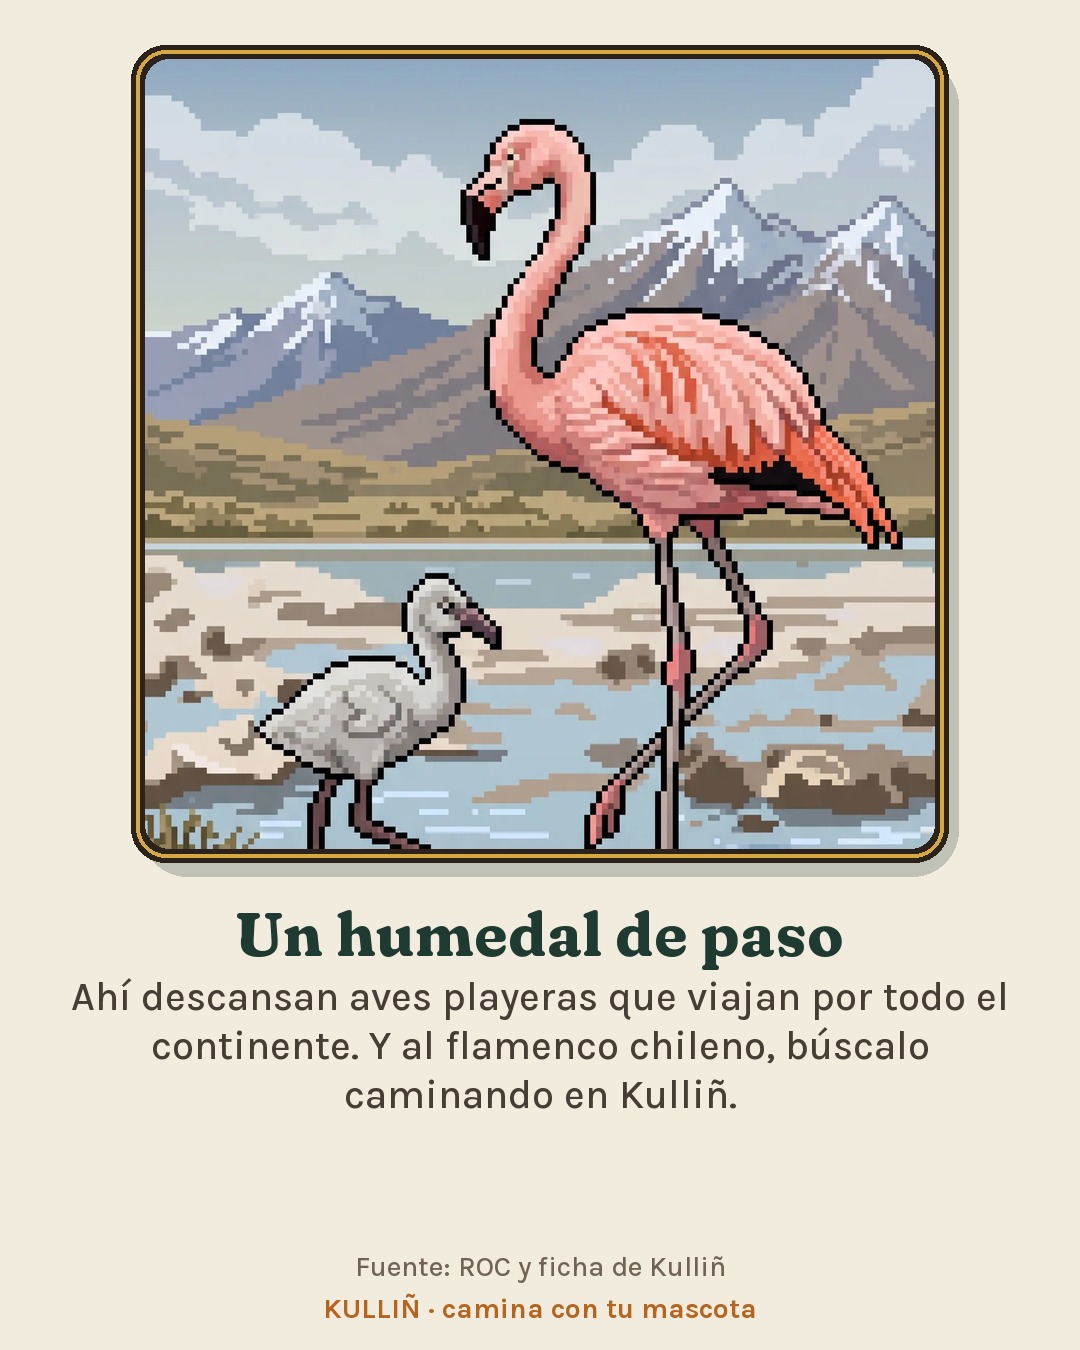 Un humedal de paso
Ahí descansan aves playeras que viajan por todo el
continente. Y al flamenco chileno, búscalo
caminando en Kulliñ.
Fuente: ROC y ficha de Kulliñ
KULLIÑ · camina con tu mascota